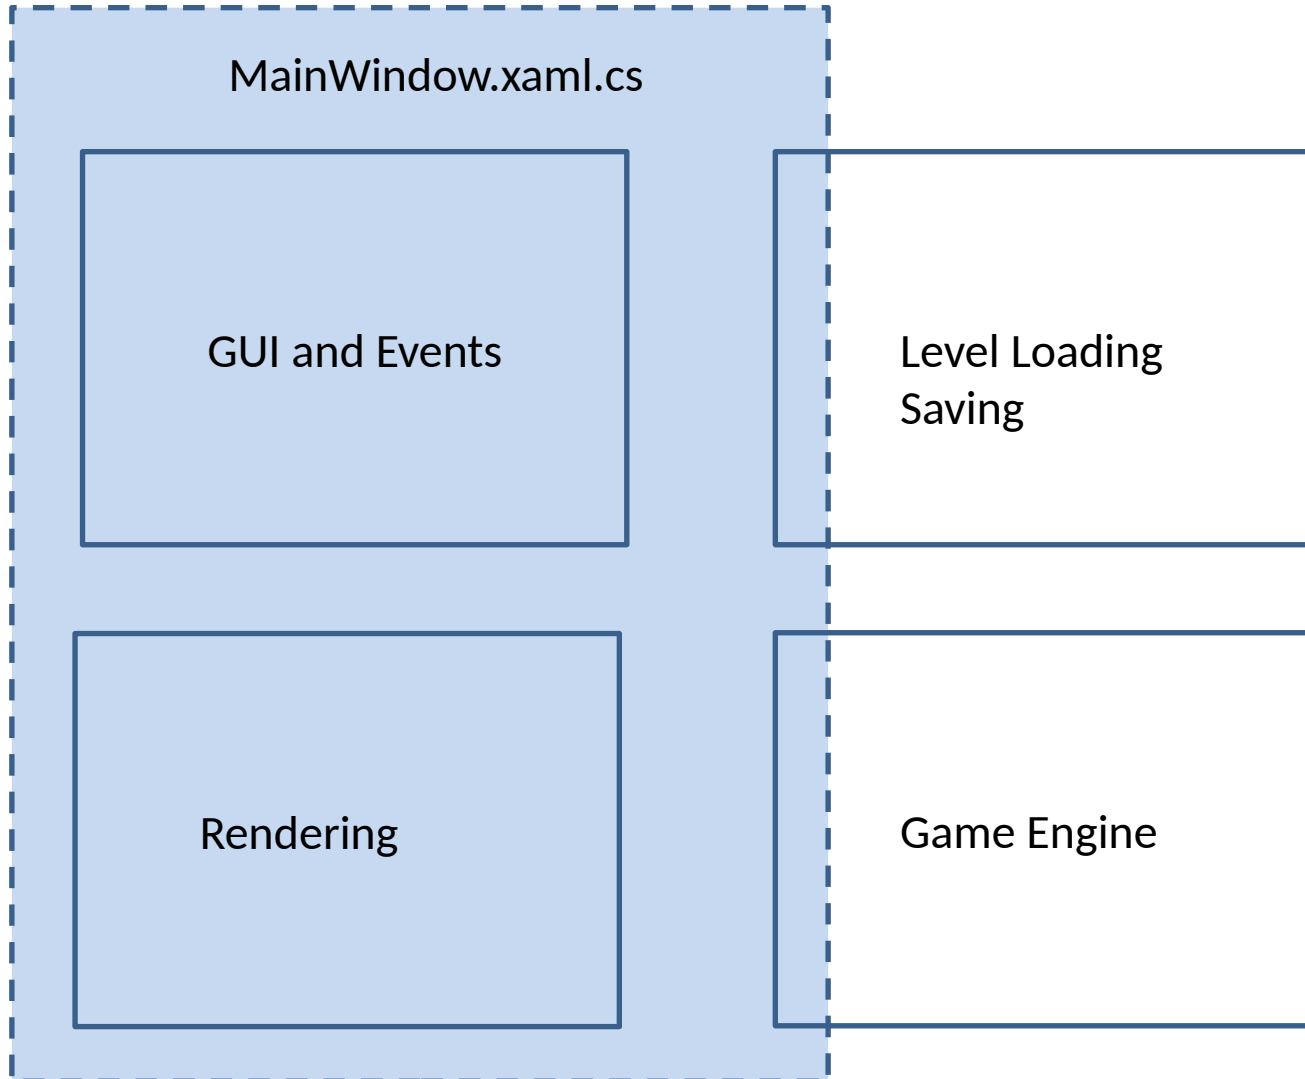 MainWindow.xaml.cs
GUI and Events
Level Loading
Saving
Rendering
Game Engine